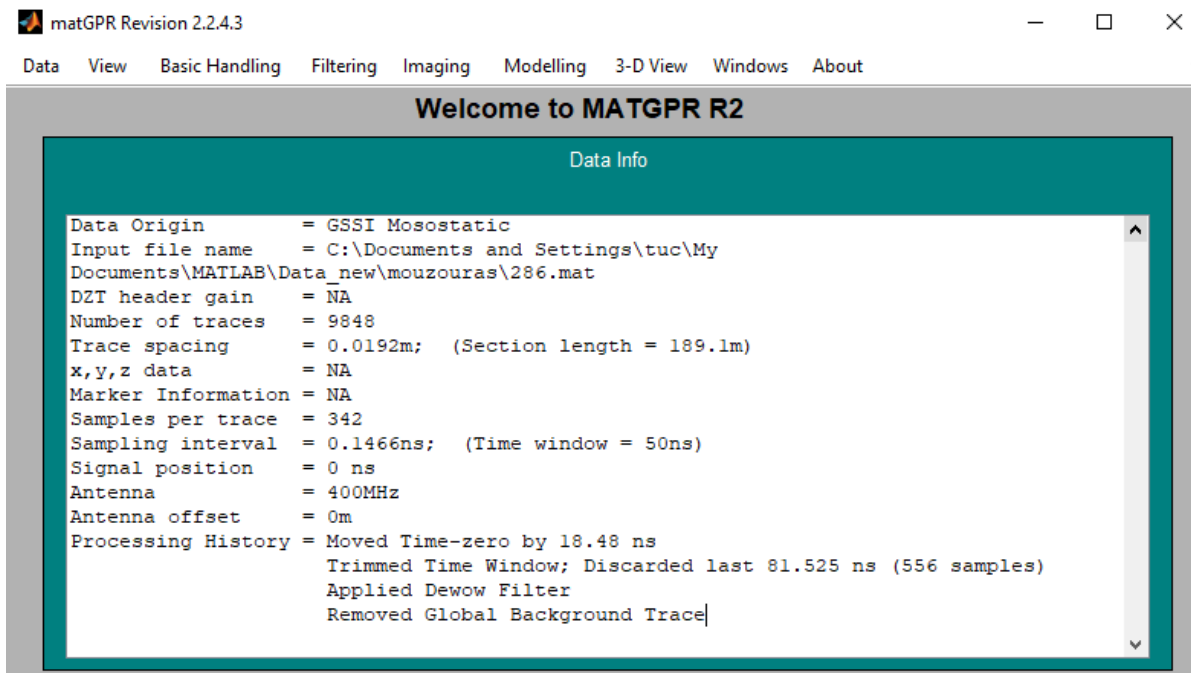 matGPR Revision 2.2.4.3
Data View Basic Handling Filtering Imaging Modelling 3-D View Windows About
Welcome to MATGPR R2
Data Info
Data Origin = GSSI Mosostatic
Input file name = C:\Documents and Settings\tuc\My
Documents\MATLAB\Data_new\mouzouras\286.mat
DZT header gain = NA
Number of traces = 9848
Trace spacing = 0.0192m; (Section length = 189.1m)
x,y,z data = NA
Marker Information = NA
Samples per trace = 342
Sampling interval = 0.1466ns; (Time window = 50ns)
Signal position = 0 ns
Antenna = 400MHz
Antenna offset = 0m
Processing History = Moved Time-zero by 18.48 ns
Trimmed Time Window; Discarded last 81.525 ns (556 samples)
Applied Dewow Filter
Removed Global Background Trace